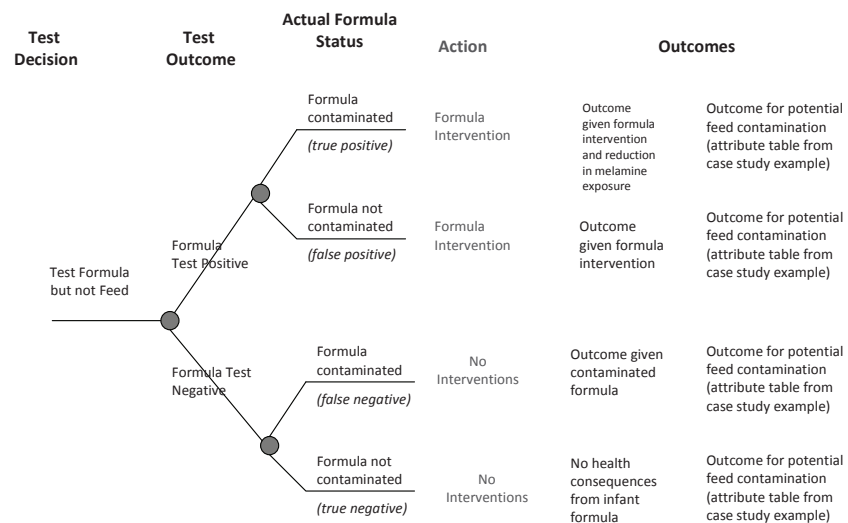 Test
Decision
Test
Outcome
Actual Formula
Status
Action
Outcomes
Formula
contaminated
(true positive)
Formula
Intervention
Outcome
given formula
intervention
and reduction
in melamine
exposure
Outcome for potential
feed contamination
(attribute table from
case study example)
Formula not
contaminated
(false positive)
Formula
Intervention
Outcome
given formula
intervention
Outcome for potential
feed contamination
(attribute table from
case study example)
Formula
Test Positive
Test Formula
but not Feed
Formula Test
Negative
Formula
contaminated
(false negative)
No
Interventions
Outcome given
contaminated
formula
Outcome for potential
feed contamination
(attribute table from
case study example)
Formula not
contaminated
(true negative)
No
Interventions
No health
consequences
from infant
formula
Outcome for potential
feed contamination
(attribute table from
case study example)